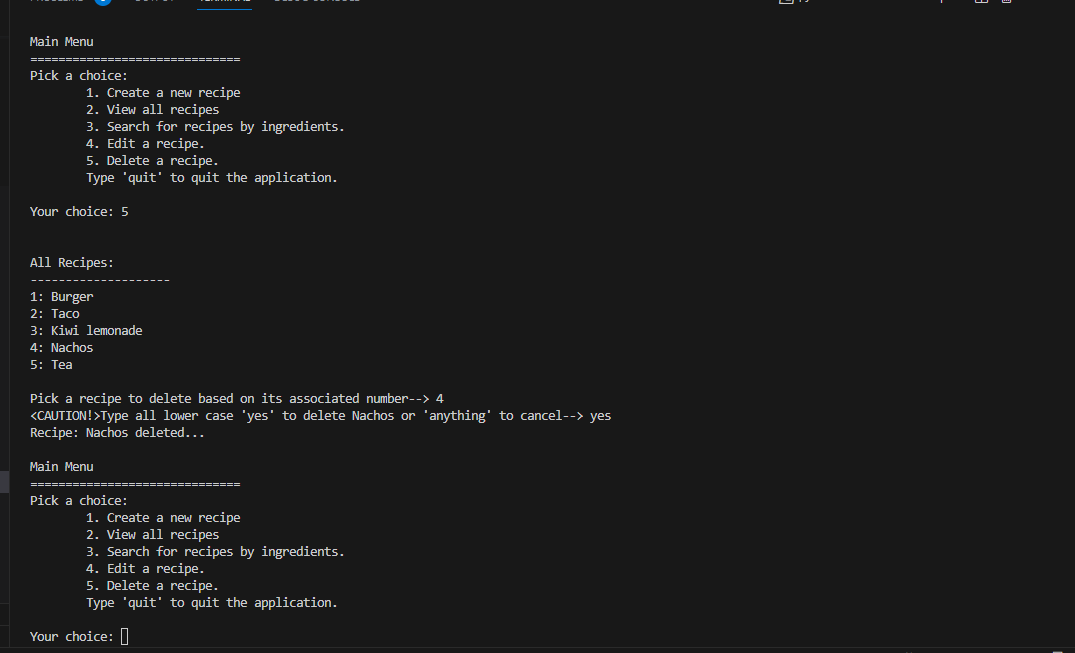 Main Menu
==============================
Pick a choice:
1. Create a new recipe
2. View all recipes
3. Search for recipes by ingredients.
4. Edit a recipe.
5. Delete a recipe.
Type 'quit' to quit the application.
Your choice: 5
All Recipes:
--------------------
1: Burger
2: Taco
3: Kiwi lemonade
4: Nachos
5: Tea
Pick a recipe to delete based on its associated number--> 4
<CAUTION!>Type all lower case 'yes' to delete Nachos or 'anything' to cancel--> yes
Recipe: Nachos deleted...
Main Menu
==============================
Pick a choice:
1. Create a new recipe
2. View all recipes
3. Search for recipes by ingredients.
4. Edit a recipe.
5. Delete a recipe.
Type 'quit' to quit the application.
Your choice: